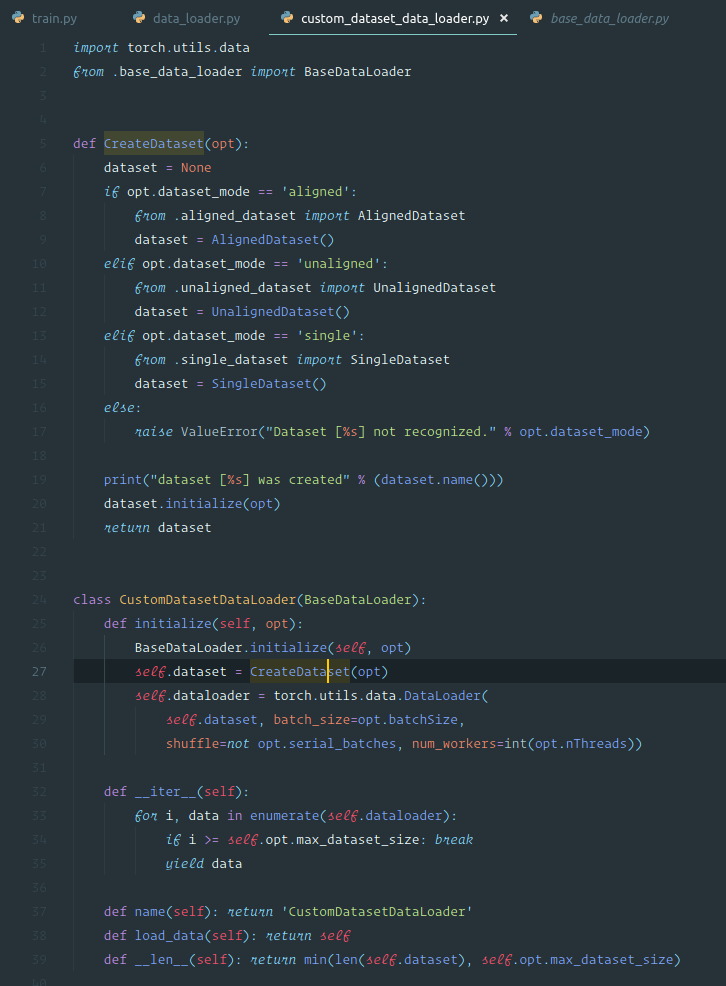 train.py data_loader.py custom_dataset_data_loader.py × base_data_loader.py
1 import torch.utils.data
2 from .base_data_loader import BaseDataLoader
3
4
5 def CreateDataset(opt):
6     dataset = None
7     if opt.dataset_mode == 'aligned':
8         from .aligned_dataset import AlignedDataset
9         dataset = AlignedDataset()
10     elif opt.dataset_mode == 'unaligned':
11         from .unaligned_dataset import UnalignedDataset
12         dataset = UnalignedDataset()
13     elif opt.dataset_mode == 'single':
14         from .single_dataset import SingleDataset
15         dataset = SingleDataset()
16     else:
17         raise ValueError("Dataset [%s] not recognized." % opt.dataset_mode)
18
19     print("dataset [%s] was created" % (dataset.name()))
20     dataset.initialize(opt)
21     return dataset
22
23
24 class CustomDatasetDataLoader(BaseDataLoader):
25     def initialize(self, opt):
26         BaseDataLoader.initialize(self, opt)
27         self.dataset = CreateDataset(opt)
28         self.dataloader = torch.utils.data.DataLoader(
29             self.dataset, batch_size=opt.batchSize,
30             shuffle=not opt.serial_batches, num_workers=int(opt.nThreads))
31
32     def __iter__(self):
33         for i, data in enumerate(self.dataloader):
34             if i >= self.opt.max_dataset_size: break
35             yield data
36
37     def name(self): return 'CustomDatasetDataLoader'
38     def load_data(self): return self
39     def __len__(self): return min(len(self.dataset), self.opt.max_dataset_size)
40